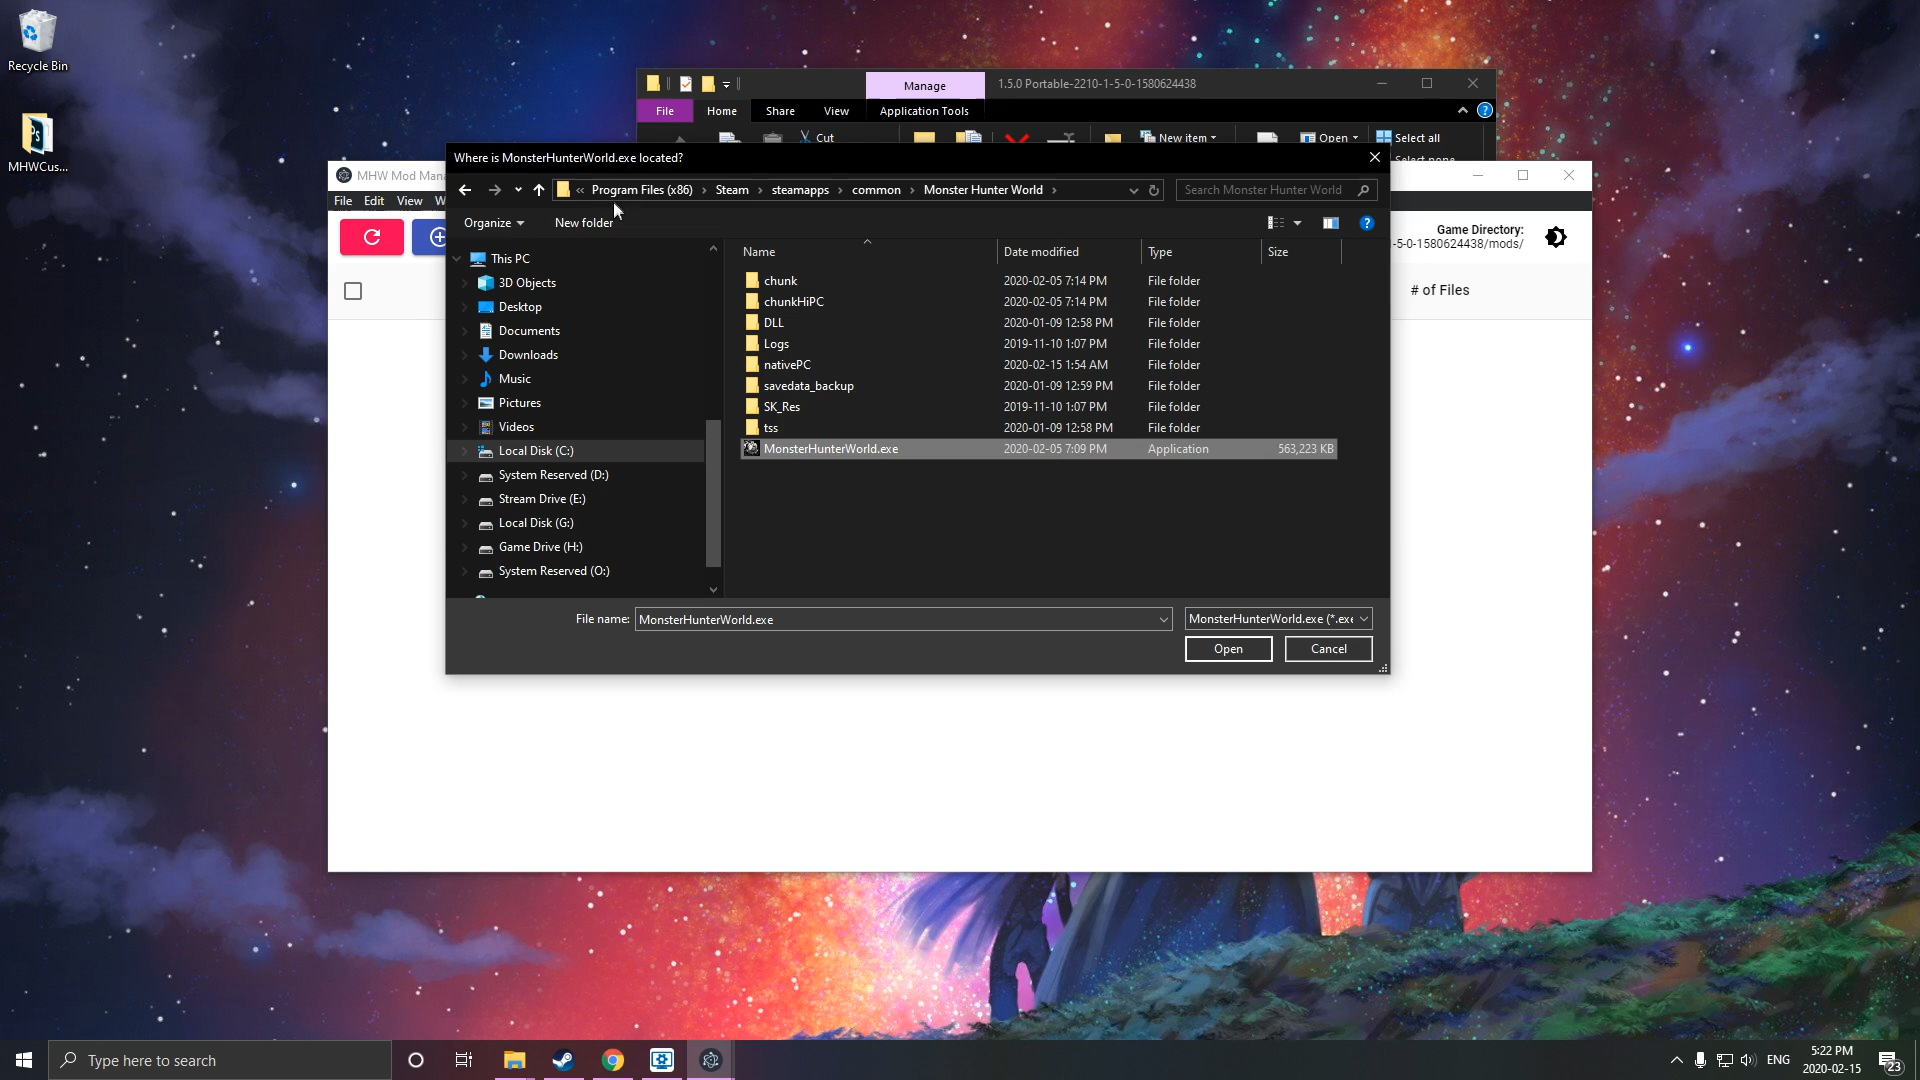 Recycle Bin
MHWCus...
Manage
1.5.0 Portable-2210-1-5-0-1580624438
File
Home
Share
View
Application Tools
Cut
New item
Open
Select all
Select none
MHW Mod Mana
File Edit View W
Game Directory:
-5-0-1580624438/mods/
# of Files
Where is MonsterHunterWorld.exe located?
« Program Files (x86) › Steam › steamapps › common › Monster Hunter World ›
Search Monster Hunter World
Organize
New folder
Name Date modified Type Size
This PC
3D Objects
Desktop
Documents
Downloads
Music
Pictures
Videos
Local Disk (C:)
System Reserved (D:)
Stream Drive (E:)
Local Disk (G:)
Game Drive (H:)
System Reserved (O:)
chunk 2020-02-05 7:14 PM File folder
chunkHiPC 2020-02-05 7:14 PM File folder
DLL 2020-01-09 12:58 PM File folder
Logs 2019-11-10 1:07 PM File folder
nativePC 2020-02-15 1:54 AM File folder
savedata_backup 2020-01-09 12:59 PM File folder
SK_Res 2019-11-10 1:07 PM File folder
tss 2020-01-09 12:58 PM File folder
MonsterHunterWorld.exe 2020-02-05 7:09 PM Application 563,223 KB
File name: MonsterHunterWorld.exe
MonsterHunterWorld.exe (*.exe
Open
Cancel
Type here to search
ENG
5:22 PM
2020-02-15
23